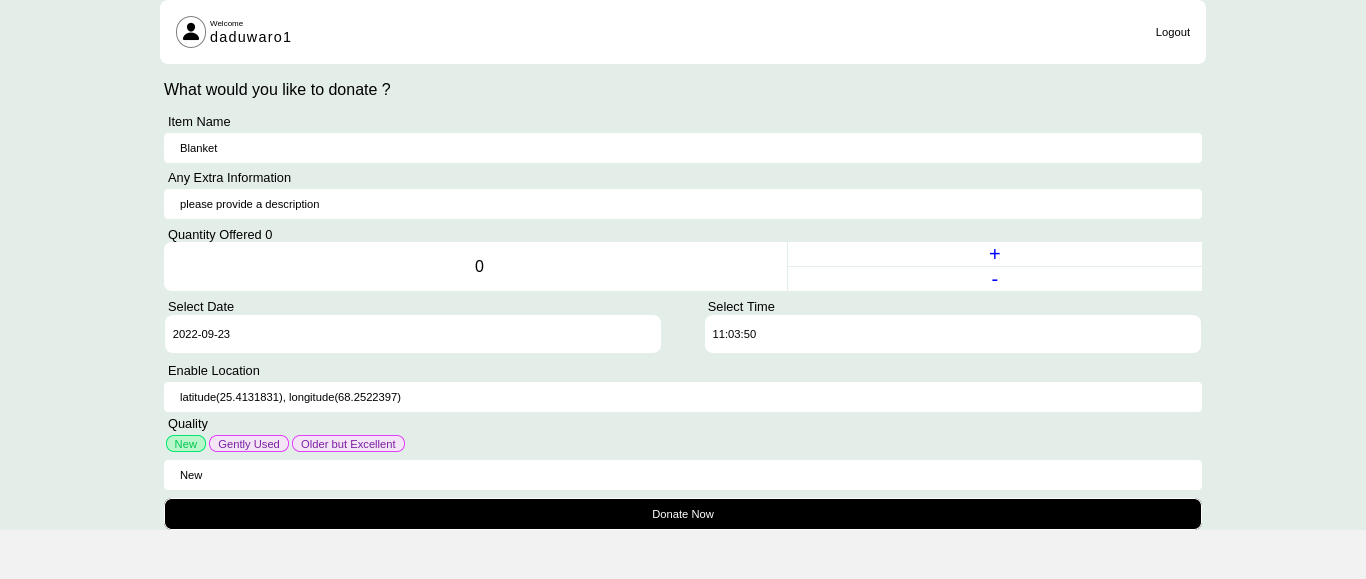 Welcome
daduwaro1
Logout
What would you like to donate ?
Item Name
Blanket
Any Extra Information
please provide a description
Quantity Offered 0
0
+
-
Select Date
Select Time
2022-09-23
11:03:50
Enable Location
latitude(25.4131831), longitude(68.2522397)
Quality
New Gently Used Older but Excellent
New
Donate Now